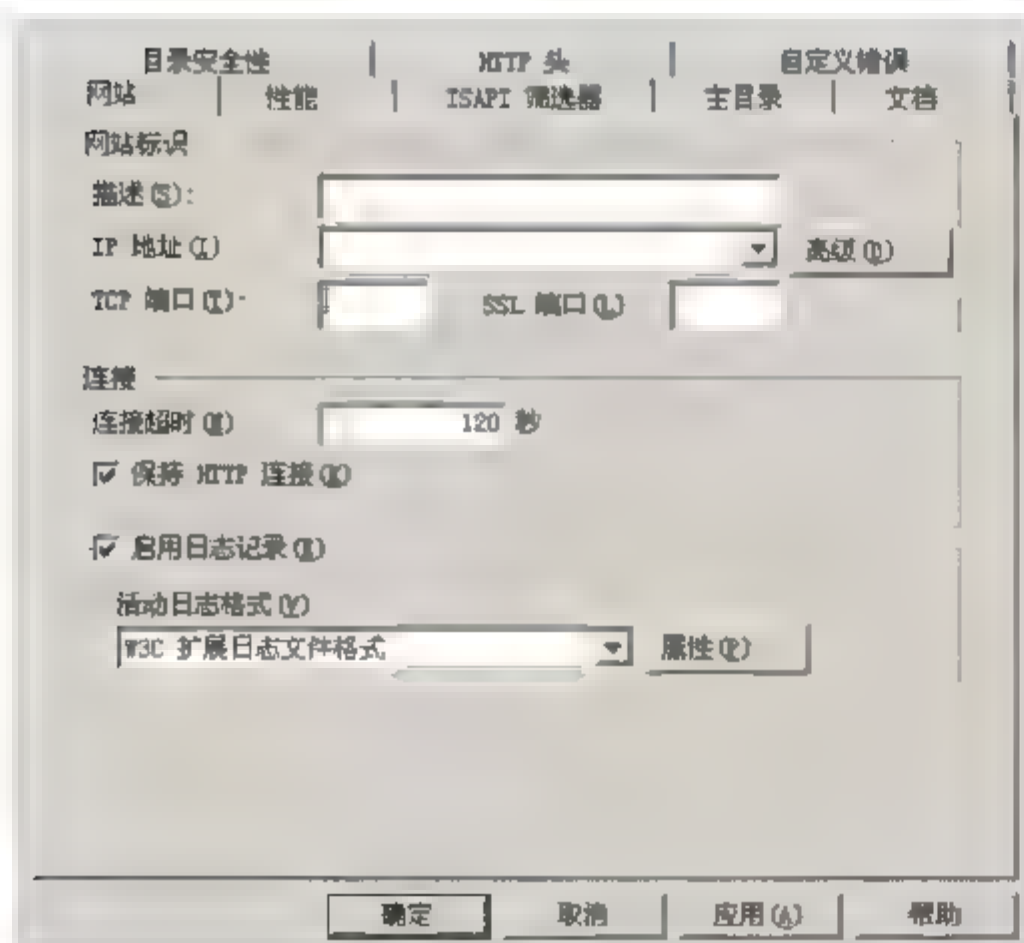 目录安全性 HTTP 头 自定义错误
网站 性能 ISAPI 筛选器 主目录 文档
网站标识
描述(S):
IP 地址(I) 高级(D)
TCP 端口(T): SSL 端口(L)
连接
连接超时(N) 120 秒
保持 HTTP 连接(K)
启用日志记录(E)
活动日志格式(V)
W3C 扩展日志文件格式 属性(P)
确定 取消 应用(A) 帮助